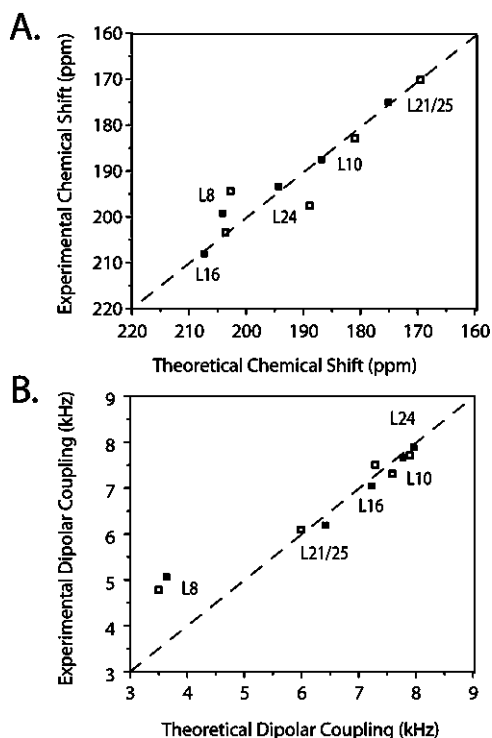 A.
Experimental Chemical Shift (ppm)
160
170
180
190
200
210
220
L21/25
L10
L8
L24
L16
220 210 200 190 180 170 160
Theoretical Chemical Shift (ppm)
B.
Experimental Dipolar Coupling (kHz)
9
8
7
6
5
4
3
L24
L10
L16
L21/25
L8
3 4 5 6 7 8 9
Theoretical Dipolar Coupling (kHz)